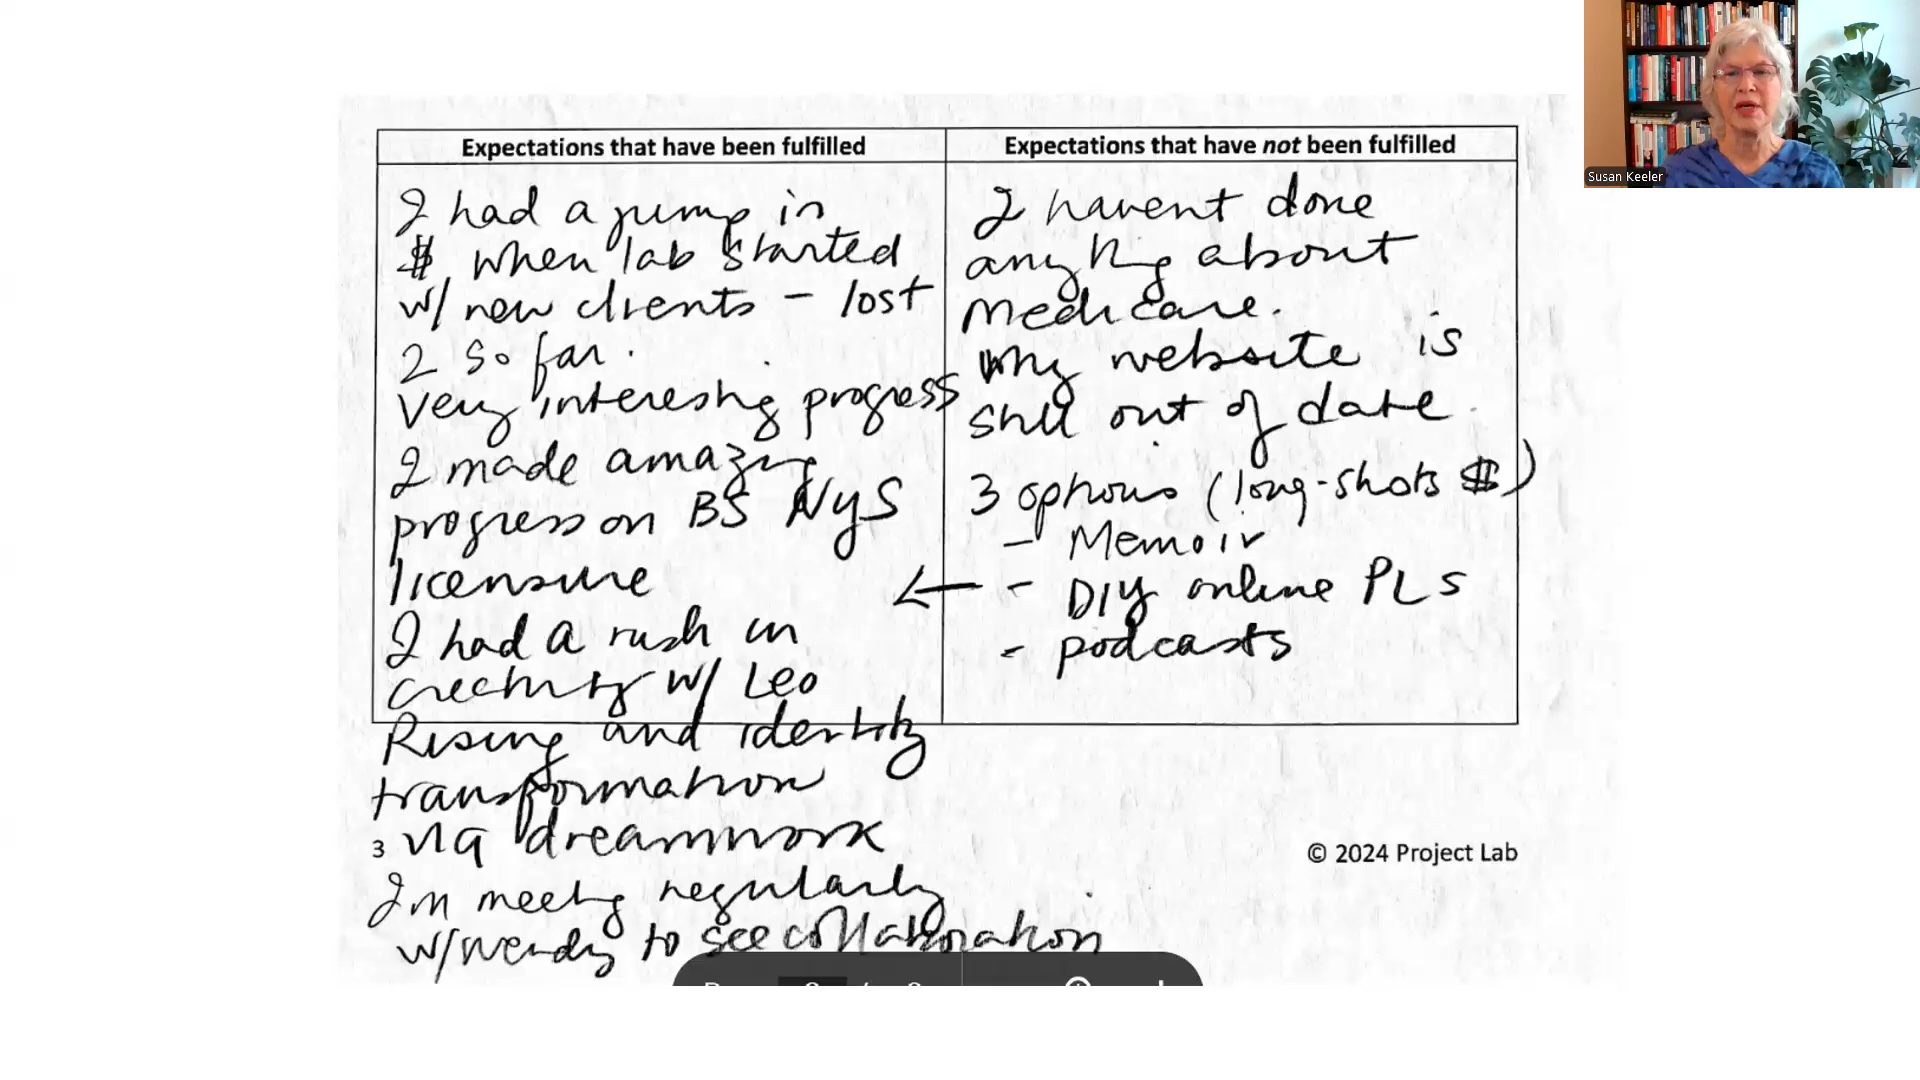 Expectations that have been fulfilled
I had a jump in
$ when lab started
w/ new clients – lost
2 so far.
very interesting progress
I made amazing
progress on BS NYS
licensure
I had a rush in
creativity w/ Leo
Rising and identity
transformation
3 via dreamwork
I'm meeting regularly
w/ Wendy to see collaboration
Expectations that have not been fulfilled
I havent done
anything about
Medicare.
My website is
still out of date.
3 options (long-shots $)
– Memoir
← – DIY online PLs
– podcasts
© 2024 Project Lab
Susan Keeler